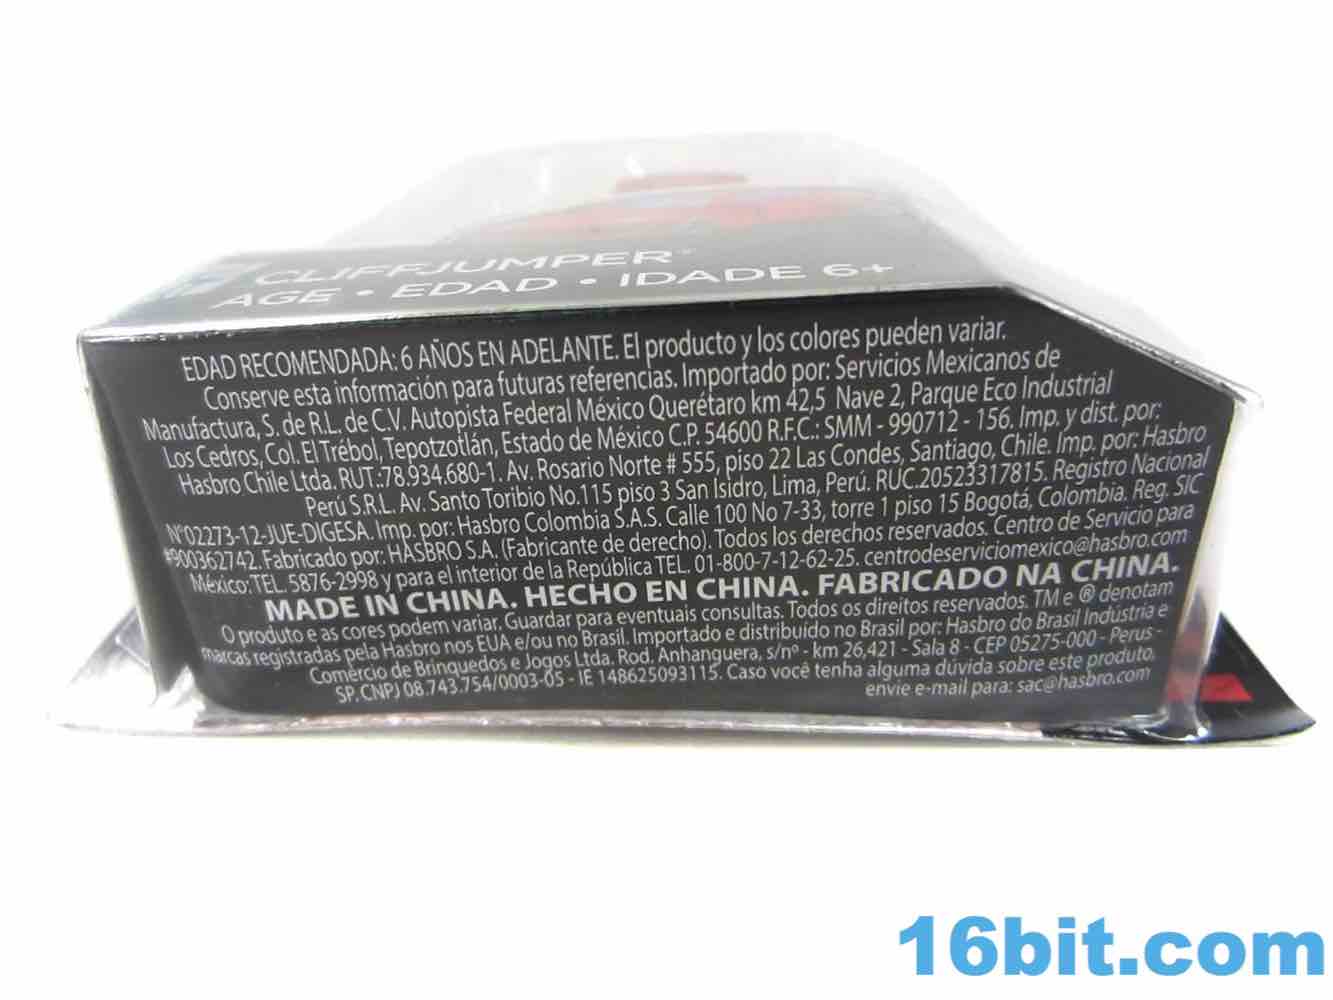 CLIFFJUMPER
AGE • EDAD • IDADE 6+
EDAD RECOMENDADA: 6 AÑOS EN ADELANTE. El producto y los colores pueden variar.
Conserve esta información para futuras referencias. Importado por: Servicios Mexicanos de
Manufactura, S. de R.L. de C.V. Autopista Federal México Querétaro km 42,5 Nave 2, Parque Eco Industrial
Los Cedros, Col. El Trébol, Tepotzotlán, Estado de México C.P. 54600 R.F.C.: SMM - 990712 - 156. Imp. y dist. por:
Hasbro Chile Ltda. RUT:78.934.680-1. Av. Rosario Norte # 555, piso 22 Las Condes, Santiago, Chile. Imp. por: Hasbro
Perú S.R.L. Av. Santo Toribio No.115 piso 3 San Isidro, Lima, Perú. RUC.20523317815. Registro Nacional
N°02273-12-JUE-DIGESA. Imp. por: Hasbro Colombia S.A.S. Calle 100 No 7-33, torre 1 piso 15 Bogotá, Colombia. Reg. SIC
#900362742. Fabricado por: HASBRO S.A. (Fabricante de derecho). Todos los derechos reservados. Centro de Servicio para
México: TEL. 5876-2998 y para el interior de la República TEL. 01-800-7-12-62-25. centrodeserviciomexico@hasbro.com
MADE IN CHINA. HECHO EN CHINA. FABRICADO NA CHINA.
O produto e as cores podem variar. Guardar para eventuais consultas. Todos os direitos reservados. TM e ® denotam
marcas registradas pela Hasbro nos EUA e/ou no Brasil. Importado e distribuído no Brasil por: Hasbro do Brasil Indústria e
Comércio de Brinquedos e Jogos Ltda. Rod. Anhanguera, s/nº - km 26,421 - Sala 8 - CEP 05275-000 - Perus -
SP. CNPJ 08.743.754/0003-05 - IE 148625093115. Caso você tenha alguma dúvida sobre este produto,
envie e-mail para: sac@hasbro.com
16bit.com